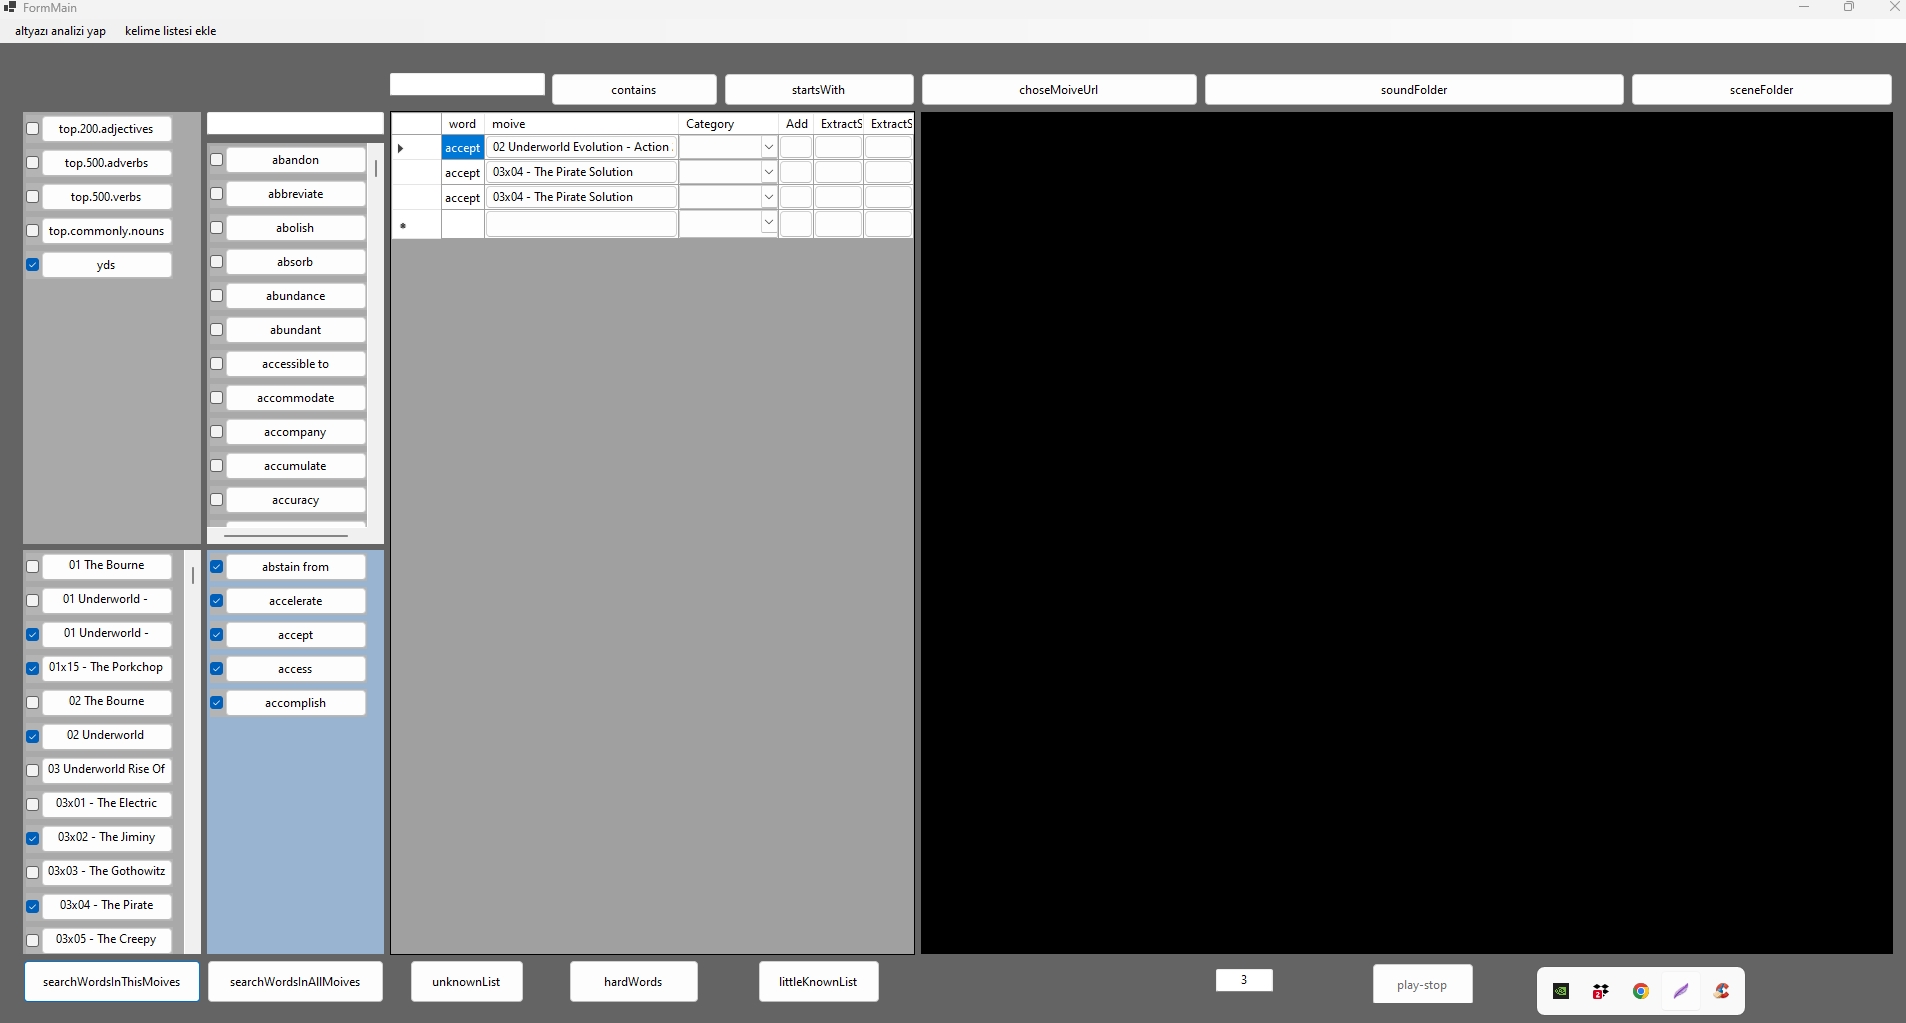 FormMain
altyazı analizi yap kelime listesi ekle
contains startsWith choseMoiveUrl soundFolder sceneFolder
top.200.adjectives
top.500.adverbs
top.500.verbs
top.commonly.nouns
yds
abandon
abbreviate
abolish
absorb
abundance
abundant
accessible to
accommodate
accompany
accumulate
accuracy
word moive Category Add ExtractS ExtractS
accept 02 Underworld Evolution - Action
accept 03x04 - The Pirate Solution
accept 03x04 - The Pirate Solution
01 The Bourne
01 Underworld -
01 Underworld -
01x15 - The Porkchop
02 The Bourne
02 Underworld
03 Underworld Rise Of
03x01 - The Electric
03x02 - The Jiminy
03x03 - The Gothowitz
03x04 - The Pirate
03x05 - The Creepy
abstain from
accelerate
accept
access
accomplish
searchWordsInThisMoives searchWordsInAllMoives unknownList hardWords littleKnownList 3 play-stop
2